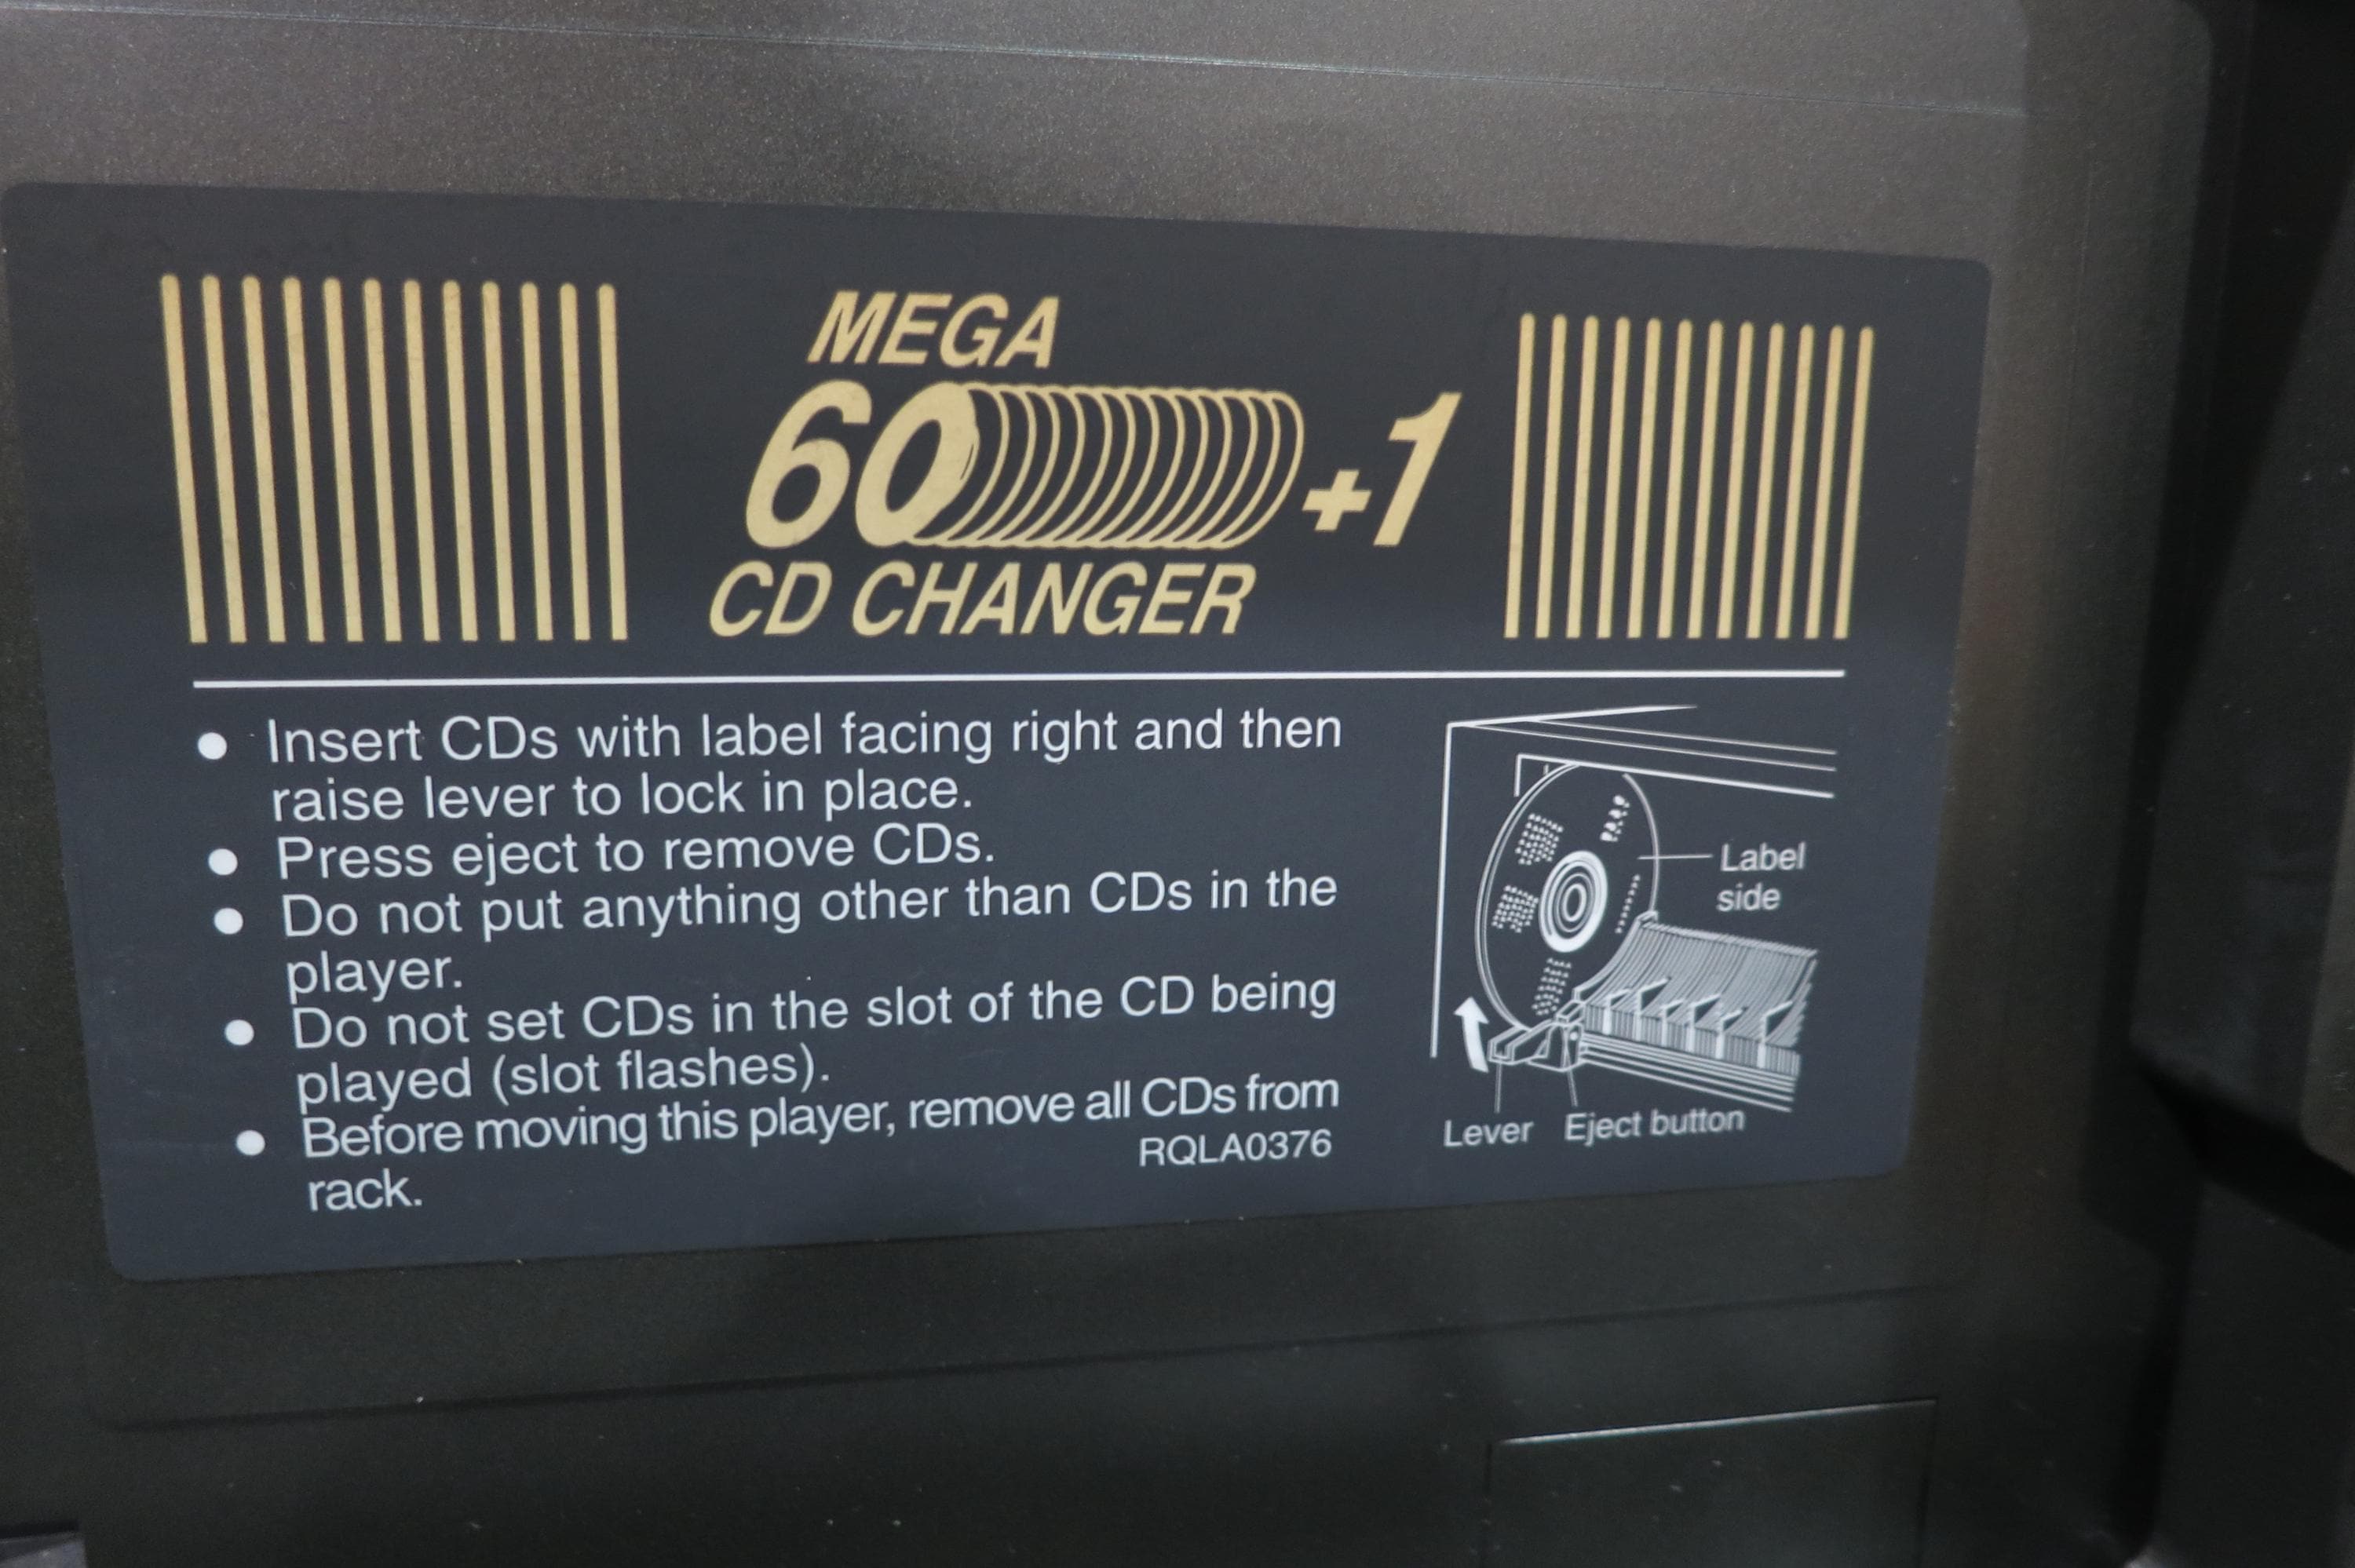 MEGA
60+1
CD CHANGER
● Insert CDs with label facing right and then
raise lever to lock in place.
● Press eject to remove CDs.
● Do not put anything other than CDs in the
player.
● Do not set CDs in the slot of the CD being
played (slot flashes).
● Before moving this player, remove all CDs from
rack.
RQLA0376
Label
side
Lever Eject button